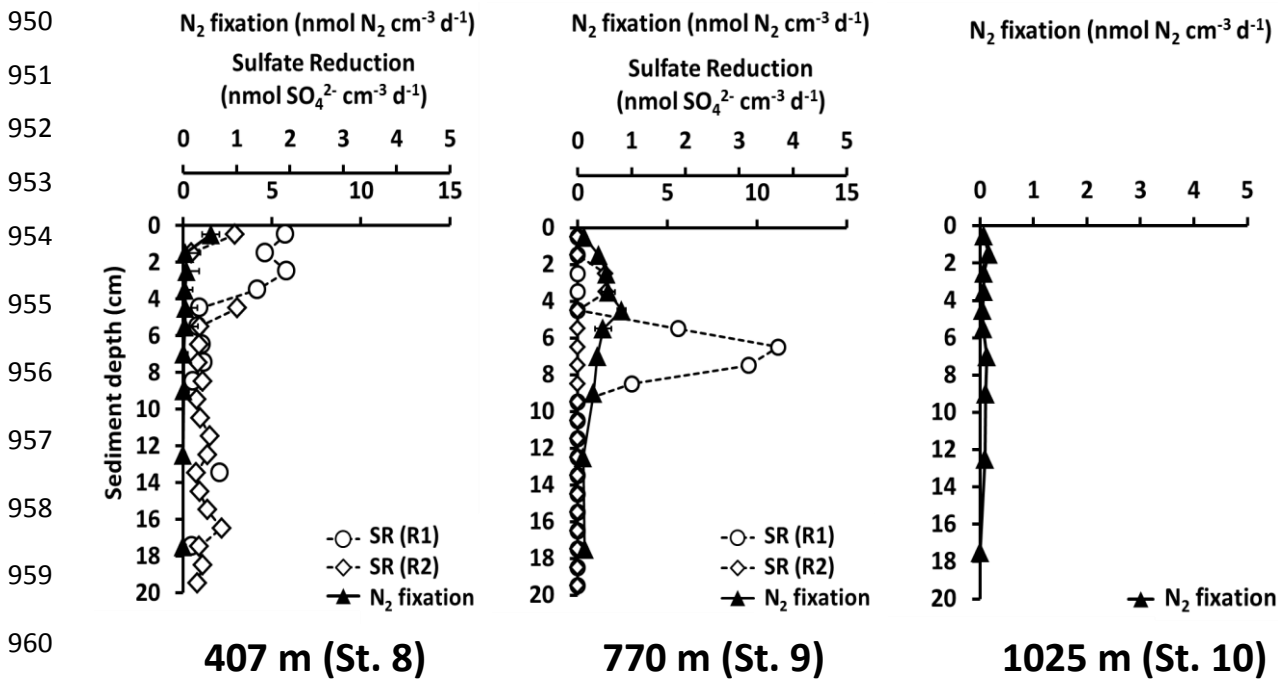 950
951
952
953
954
955
956
957
958
959
960
N₂ fixation (nmol N₂ cm⁻³ d⁻¹)
Sulfate Reduction
(nmol SO₄²⁻ cm⁻³ d⁻¹)
0 1 2 3 4 5
0 5 10 15
Sediment depth (cm)
0
2
4
6
8
10
12
14
16
18
20
SR (R1)
SR (R2)
N₂ fixation
407 m (St. 8)
N₂ fixation (nmol N₂ cm⁻³ d⁻¹)
Sulfate Reduction
(nmol SO₄²⁻ cm⁻³ d⁻¹)
0 1 2 3 4 5
0 5 10 15
0
2
4
6
8
10
12
14
16
18
20
SR (R1)
SR (R2)
N₂ fixation
770 m (St. 9)
N₂ fixation (nmol N₂ cm⁻³ d⁻¹)
0 1 2 3 4 5
0
2
4
6
8
10
12
14
16
18
20
N₂ fixation
1025 m (St. 10)